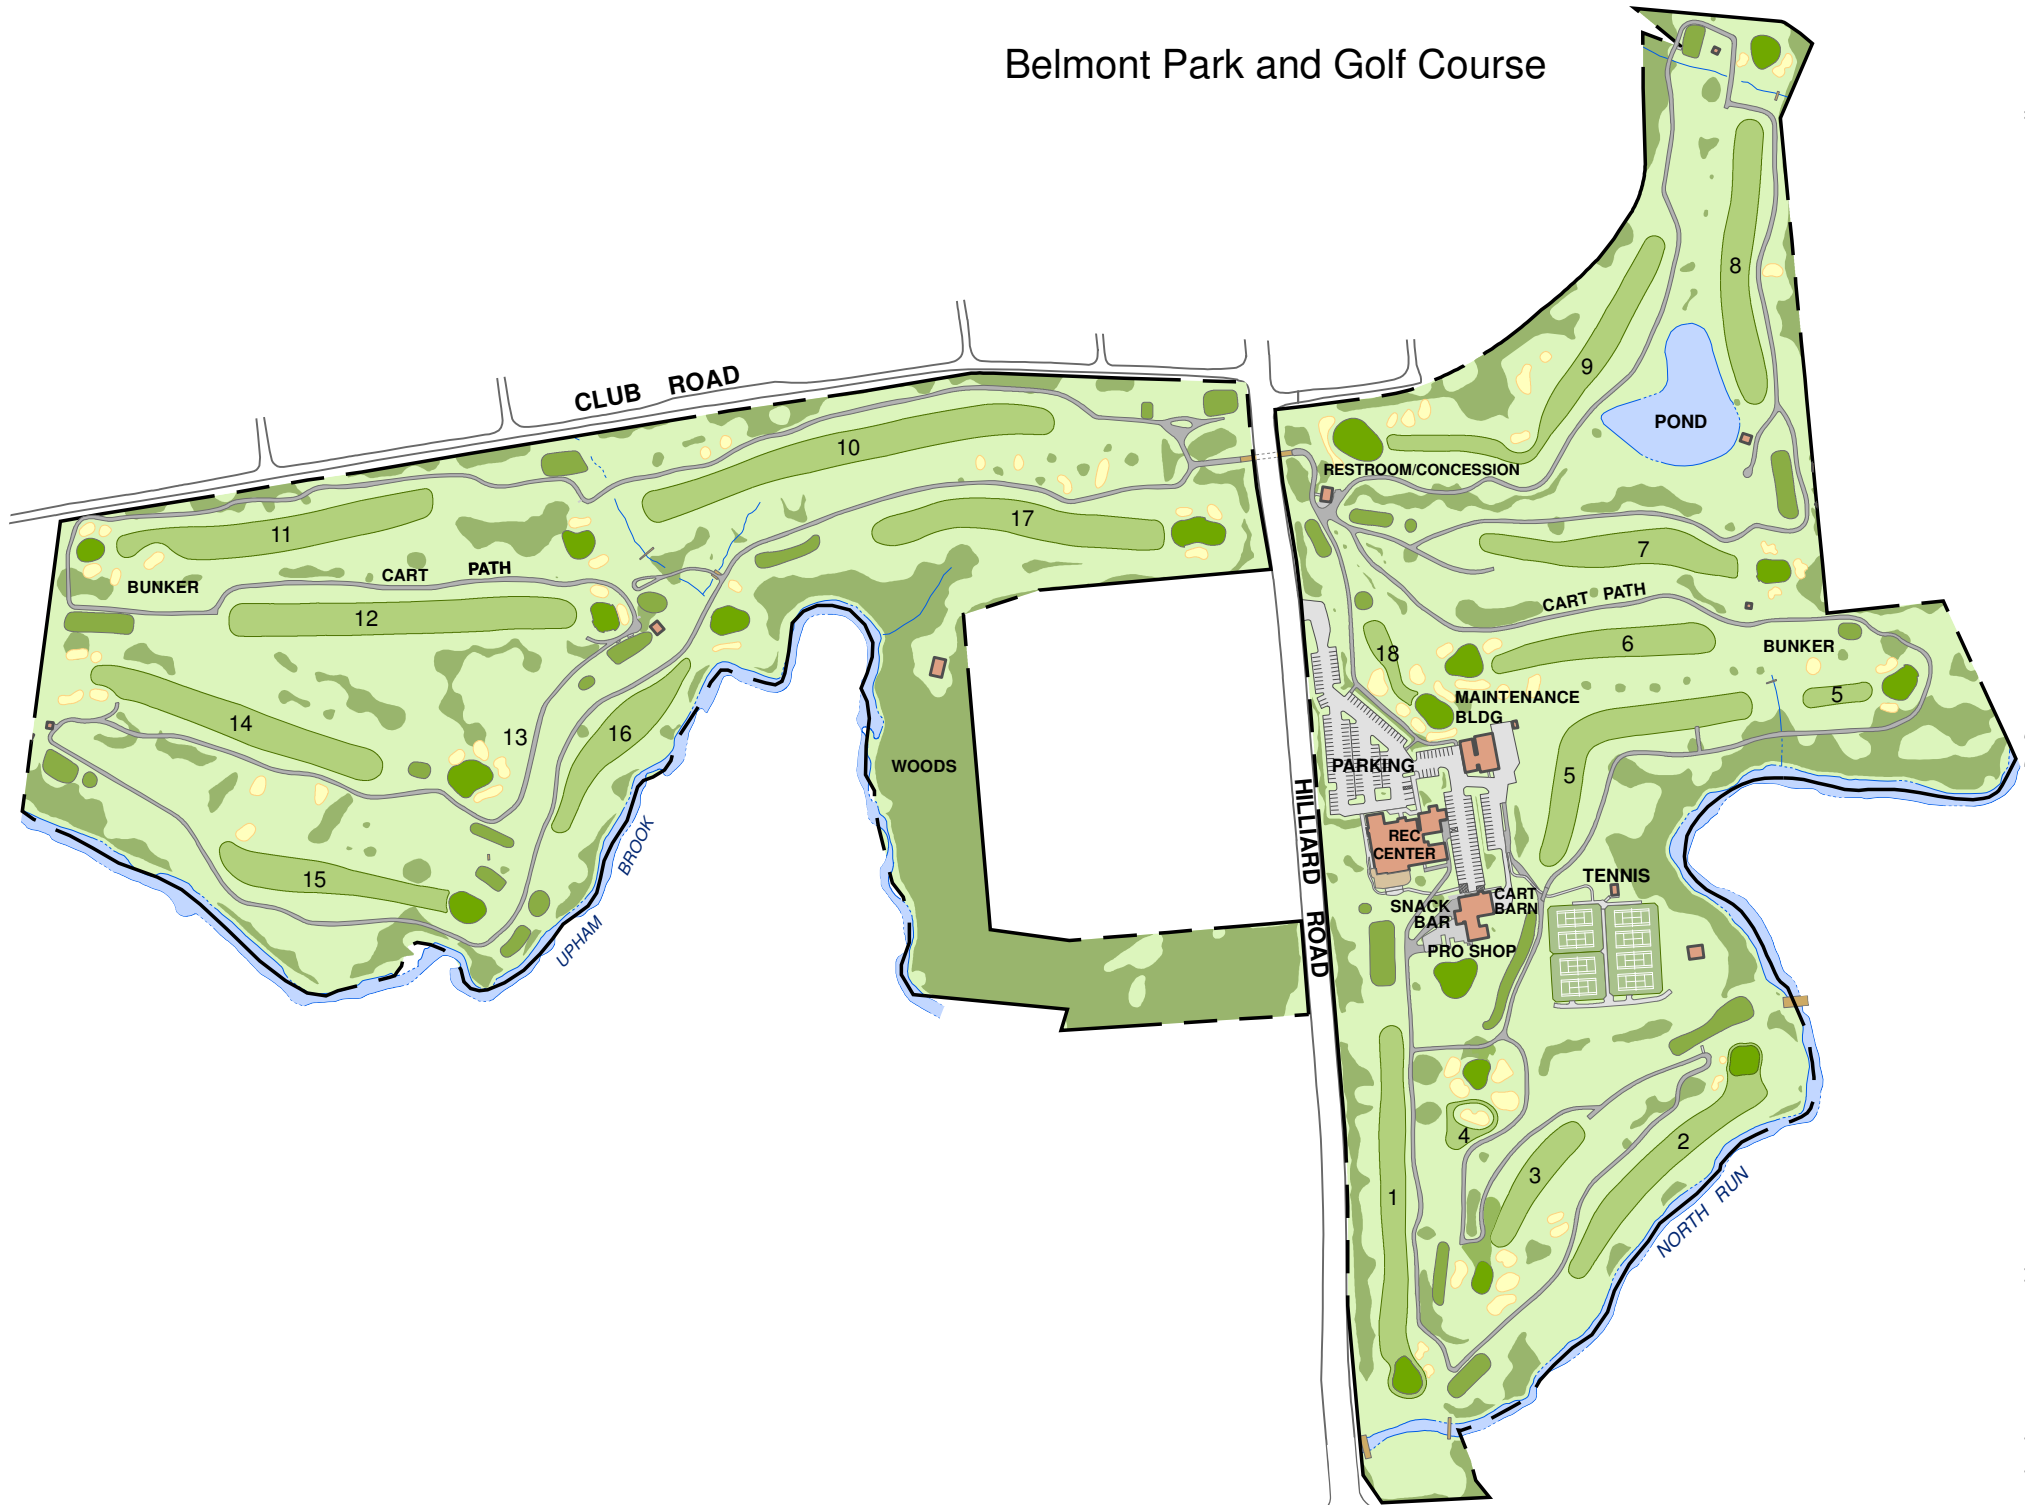 Belmont Park and Golf Course
CLUB ROAD
8
9
POND
10
RESTROOM/CONCESSION
11
17
7
BUNKER
CART PATH
CART PATH
12
6
BUNKER
18
5
MAINTENANCE
BLDG
14
13
16
WOODS
PARKING
5
HILLIARD ROAD
REC
CENTER
UPHAM BROOK
15
TENNIS
SNACK
BAR
CART
BARN
PRO SHOP
4
2
3
1
NORTH RUN